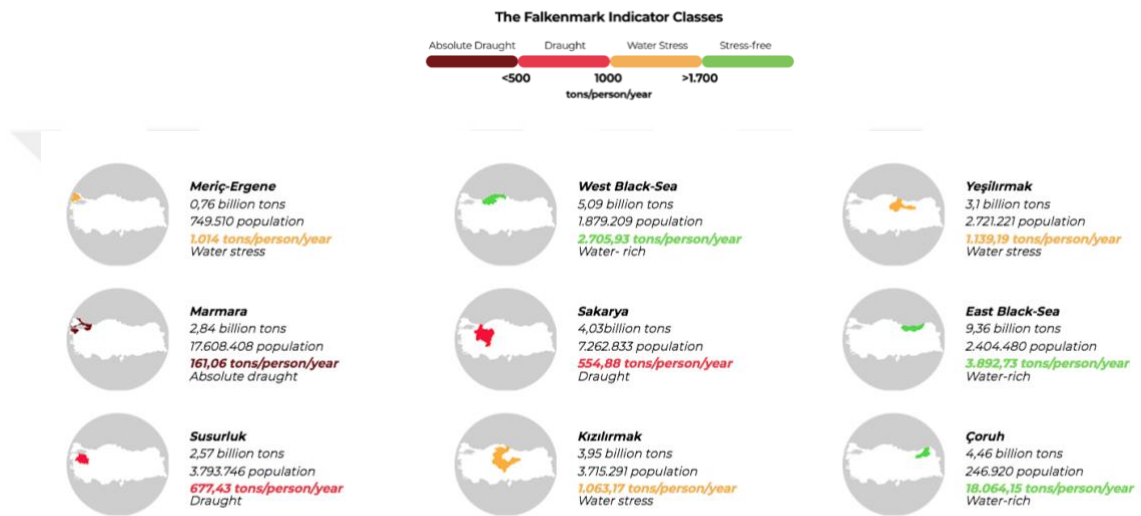 The Falkenmark Indicator Classes
Absolute Draught Draught Water Stress Stress-free
<500 1000 >1.700
tons/person/year
Meriç-Ergene
0,76 billion tons
749.510 population
1.014 tons/person/year
Water stress
West Black-Sea
5,09 billion tons
1.879.209 population
2.705,93 tons/person/year
Water- rich
Yeşilırmak
3,1 billion tons
2.721.221 population
1.139,19 tons/person/year
Water stress
Marmara
2,84 billion tons
17.608.408 population
161,06 tons/person/year
Absolute draught
Sakarya
4,03billion tons
7.262.833 population
554,88 tons/person/year
Draught
East Black-Sea
9,36 billion tons
2.404.480 population
3.892,73 tons/person/year
Water-rich
Susurluk
2,57 billion tons
3.793.746 population
677,43 tons/person/year
Draught
Kızılırmak
3,95 billion tons
3.715.291 population
1.063,17 tons/person/year
Water stress
Çoruh
4,46 billion tons
246.920 population
18.064,15 tons/person/year
Water-rich